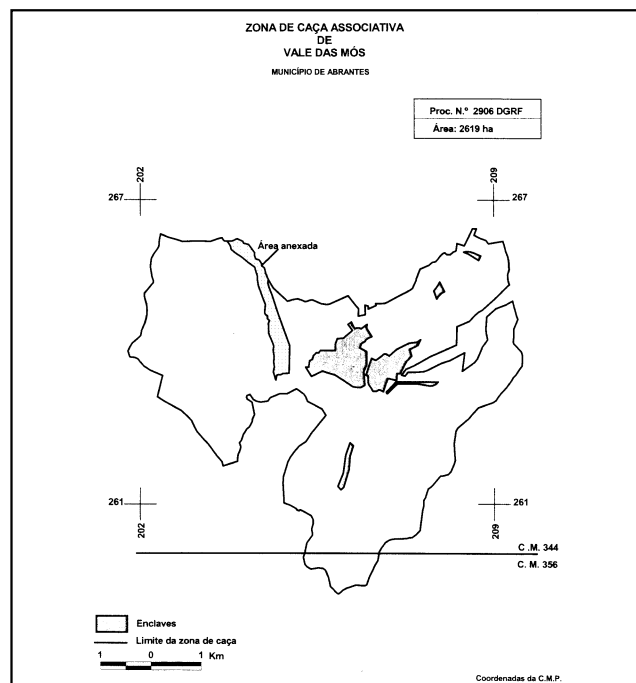 ZONA DE CAÇA ASSOCIATIVA
DE
VALE DAS MÓS
MUNICÍPIO DE ABRANTES
Proc. N.º 2906 DGRF
Área: 2619 ha
202
209
267
267
Área anexada
261
261
202
209
C .M. 344
C. M. 356
Enclaves
Limite da zona de caça
1 0 1 Km
Coordenadas da C.M.P.